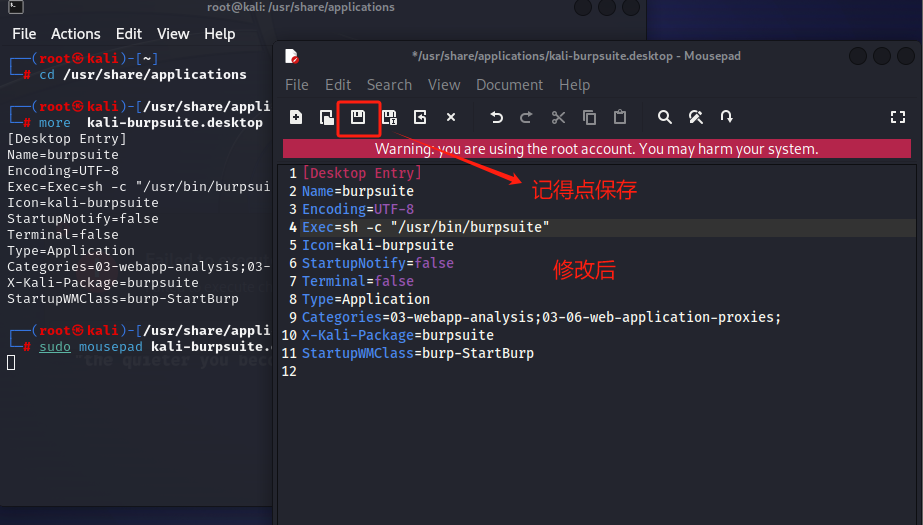 root@kali: /usr/share/applications
File Actions Edit View Help
┌──(root㉿kali)-[~]
└─# cd /usr/share/applications
┌──(root㉿kali)-[/usr/share/appli
└─# more  kali-burpsuite.desktop
[Desktop Entry]
Name=burpsuite
Encoding=UTF-8
Exec=Exec=sh -c "/usr/bin/burpsui
Icon=kali-burpsuite
StartupNotify=false
Terminal=false
Type=Application
Categories=03-webapp-analysis;03-
X-Kali-Package=burpsuite
StartupWMClass=burp-StartBurp
┌──(root㉿kali)-[/usr/share/appli
└─# sudo mousepad kali-burpsuite.
"the quieter you bec
*/usr/share/applications/kali-burpsuite.desktop - Mousepad
File Edit Search View Document Help
Warning: you are using the root account. You may harm your system.
1 [Desktop Entry]
2 Name=burpsuite
3 Encoding=UTF-8
4 Exec=sh -c "/usr/bin/burpsuite"
5 Icon=kali-burpsuite
6 StartupNotify=false
7 Terminal=false
8 Type=Application
9 Categories=03-webapp-analysis;03-06-web-application-proxies;
10 X-Kali-Package=burpsuite
11 StartupWMClass=burp-StartBurp
12
记得点保存
修改后